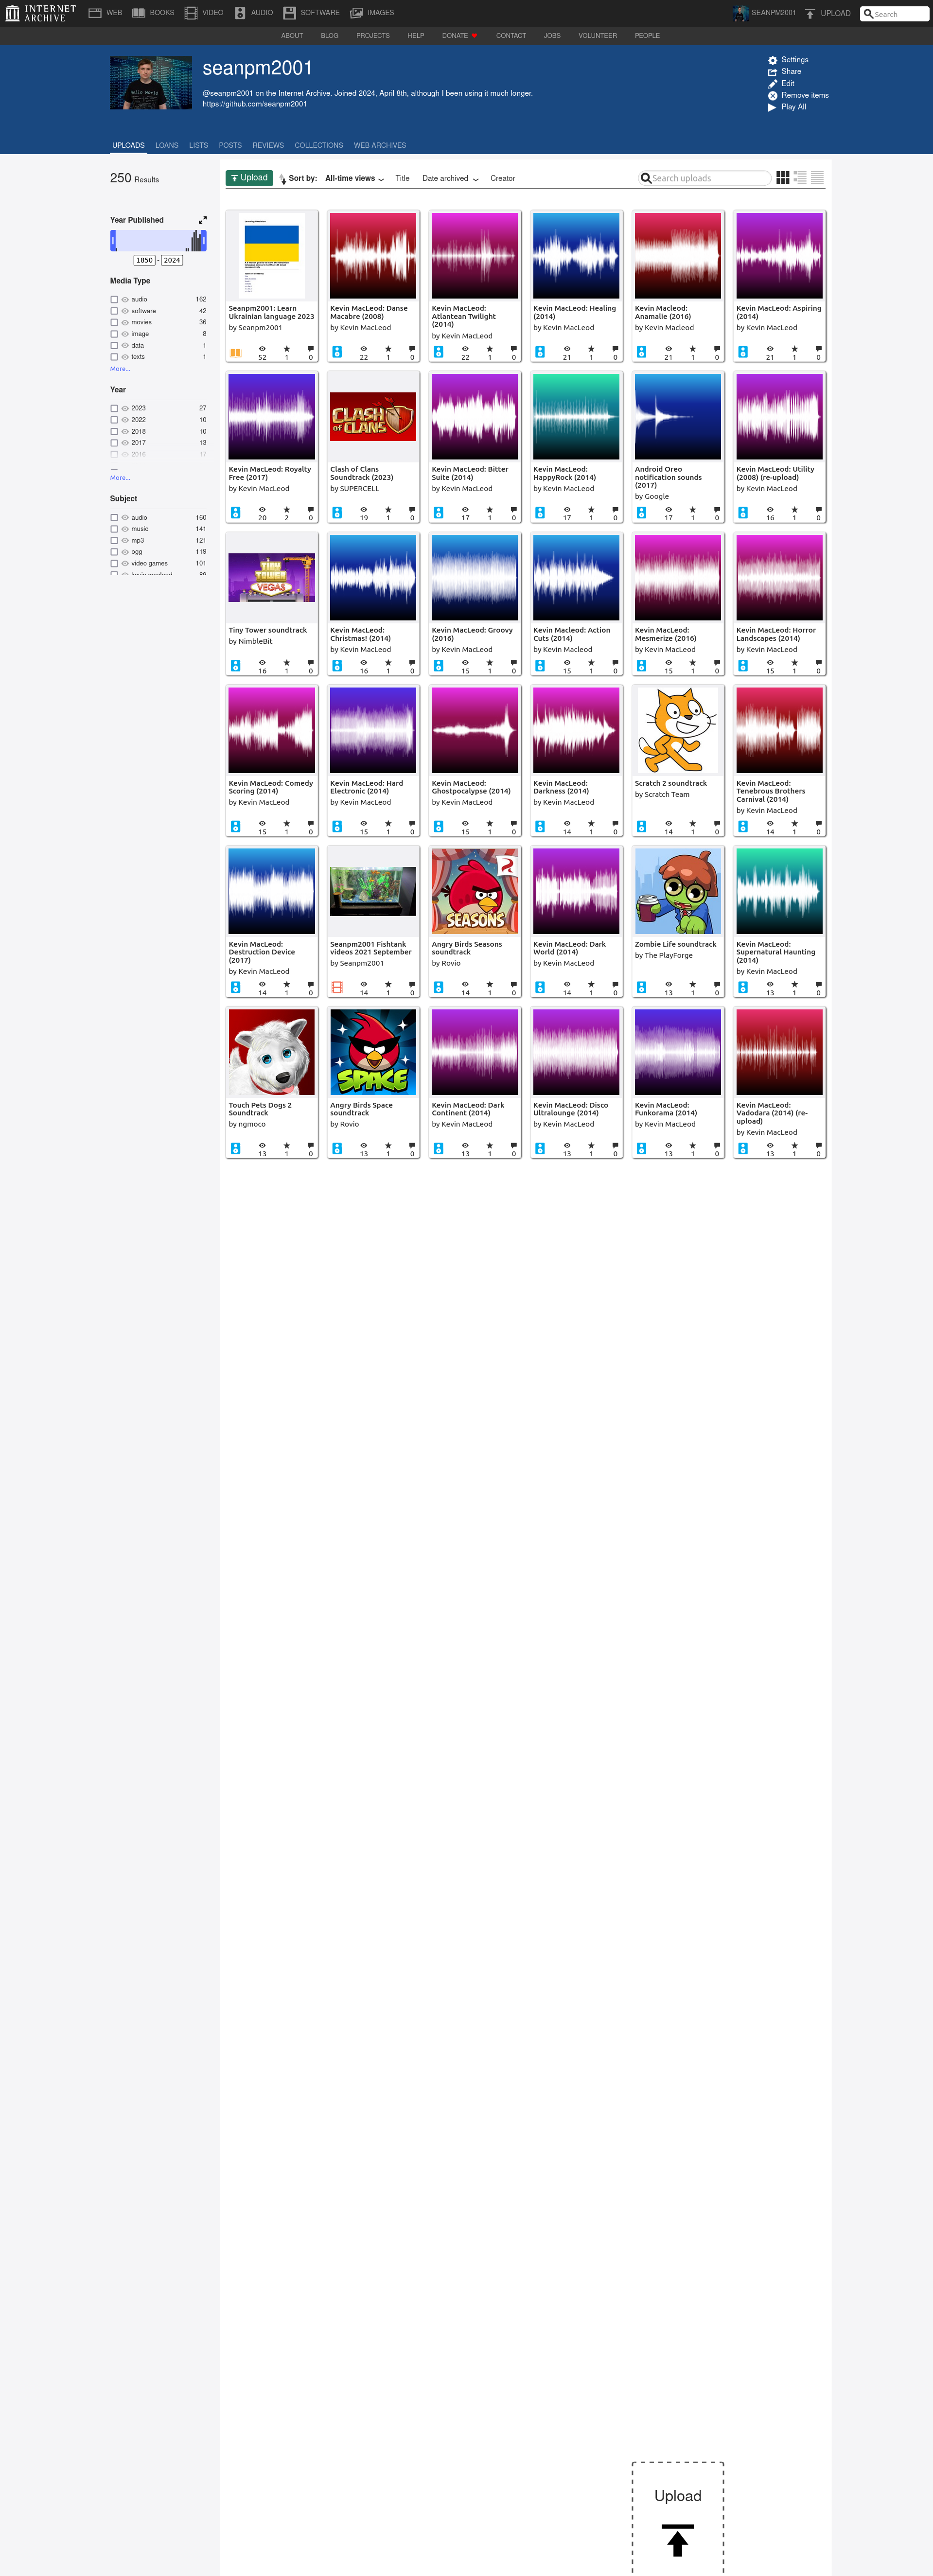 INTERNET
ARCHIVE
WEB
BOOKS
VIDEO
AUDIO
SOFTWARE
IMAGES
SEANPM2001
UPLOAD
Search
ABOUT
BLOG
PROJECTS
HELP
DONATE
CONTACT
JOBS
VOLUNTEER
PEOPLE
seanpm2001
@seanpm2001 on the Internet Archive. Joined 2024, April 8th, although I been using it much longer.
https://github.com/seanpm2001
Settings
Share
Edit
Remove items
Play All
UPLOADS
LOANS
LISTS
POSTS
REVIEWS
COLLECTIONS
WEB ARCHIVES
250 Results
Upload
Sort by:
All-time views
Title
Date archived
Creator
Search uploads
Year Published
1850 - 2024
Media Type
audio 162
software 42
movies 36
image 8
data 1
texts 1
More...
Year
2023 27
2022 10
2018 10
2017 13
2016 17
More...
Subject
audio 160
music 141
mp3 121
ogg 119
video games 101
kevin macleod 89
Seanpm2001: Learn
Ukrainian language 2023
by Seanpm2001
52 1 0
Kevin MacLeod: Danse
Macabre (2008)
by Kevin MacLeod
22 1 0
Kevin MacLeod:
Atlantean Twilight
(2014)
by Kevin MacLeod
22 1 0
Kevin MacLeod: Healing
(2014)
by Kevin MacLeod
21 1 0
Kevin Macleod:
Anamalie (2016)
by Kevin Macleod
21 1 0
Kevin MacLeod: Aspiring
(2014)
by Kevin MacLeod
21 1 0
Kevin MacLeod: Royalty
Free (2017)
by Kevin MacLeod
20 2 0
CLASH OF CLANS
Clash of Clans
Soundtrack (2023)
by SUPERCELL
19 1 0
Kevin MacLeod: Bitter
Suite (2014)
by Kevin MacLeod
17 1 0
Kevin MacLeod:
HappyRock (2014)
by Kevin MacLeod
17 1 0
Android Oreo
notification sounds
(2017)
by Google
17 1 0
Kevin MacLeod: Utility
(2008) (re-upload)
by Kevin MacLeod
16 1 0
TINY
TOWER
VEGAS
Tiny Tower soundtrack
by NimbleBit
16 1 0
Kevin MacLeod:
Christmas! (2014)
by Kevin MacLeod
16 1 0
Kevin MacLeod: Groovy
(2016)
by Kevin MacLeod
15 1 0
Kevin Macleod: Action
Cuts (2014)
by Kevin Macleod
15 1 0
Kevin MacLeod:
Mesmerize (2016)
by Kevin MacLeod
15 1 0
Kevin MacLeod: Horror
Landscapes (2014)
by Kevin MacLeod
15 1 0
Kevin MacLeod: Comedy
Scoring (2014)
by Kevin MacLeod
15 1 0
Kevin MacLeod: Hard
Electronic (2014)
by Kevin MacLeod
15 1 0
Kevin MacLeod:
Ghostpocalypse (2014)
by Kevin MacLeod
15 1 0
Kevin MacLeod:
Darkness (2014)
by Kevin MacLeod
14 1 0
Scratch 2 soundtrack
by Scratch Team
14 1 0
Kevin MacLeod:
Tenebrous Brothers
Carnival (2014)
by Kevin MacLeod
14 1 0
Kevin MacLeod:
Destruction Device
(2017)
by Kevin MacLeod
14 1 0
Seanpm2001 Fishtank
videos 2021 September
by Seanpm2001
14 1 0
SEASONS
Angry Birds Seasons
soundtrack
by Rovio
14 1 0
Kevin MacLeod: Dark
World (2014)
by Kevin MacLeod
14 1 0
Zombie Life soundtrack
by The PlayForge
13 1 0
Kevin MacLeod:
Supernatural Haunting
(2014)
by Kevin MacLeod
13 1 0
Touch Pets Dogs 2
Soundtrack
by ngmoco
13 1 0
SPACE
Angry Birds Space
soundtrack
by Rovio
13 1 0
Kevin MacLeod: Dark
Continent (2014)
by Kevin MacLeod
13 1 0
Kevin MacLeod: Disco
Ultralounge (2014)
by Kevin MacLeod
13 1 0
Kevin MacLeod:
Funkorama (2014)
by Kevin MacLeod
13 1 0
Kevin MacLeod:
Vadodara (2014) (re-
upload)
by Kevin MacLeod
13 1 0
Upload